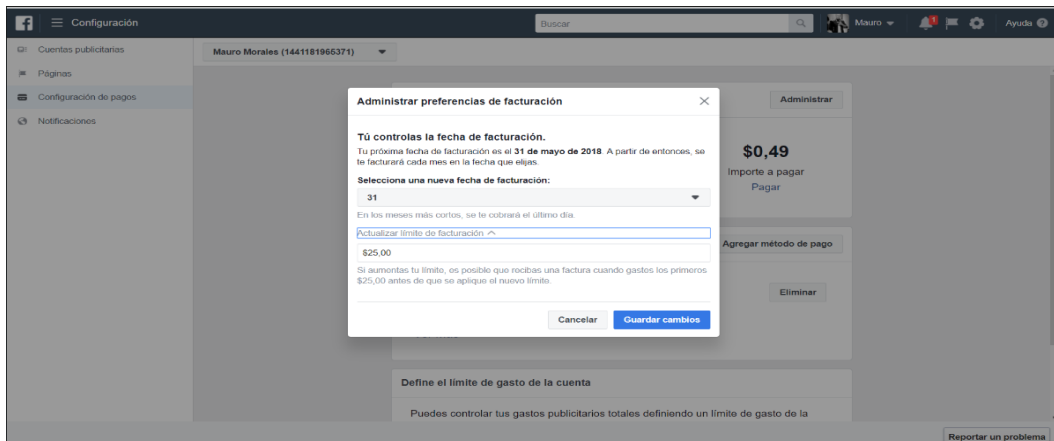 Configuración
Buscar
Mauro
1
Ayuda
Cuentas publicitarias
Páginas
Configuración de pagos
Notificaciones
Mauro Morales (1441181965371)
Administrar preferencias de facturación
Tú controlas la fecha de facturación.
Tu próxima fecha de facturación es el 31 de mayo de 2018. A partir de entonces, se
te facturará cada mes en la fecha que elijas.
Selecciona una nueva fecha de facturación:
31
En los meses más cortos, se te cobrará el último día.
Actualizar límite de facturación
$25,00
Si aumentas tu límite, es posible que recibas una factura cuando gastes los primeros
$25,00 antes de que se aplique el nuevo límite.
Cancelar
Guardar cambios
Administrar
$0,49
Importe a pagar
Pagar
Agregar método de pago
Eliminar
Define el límite de gasto de la cuenta
Puedes controlar tus gastos publicitarios totales definiendo un límite de gasto de la
Reportar un problema